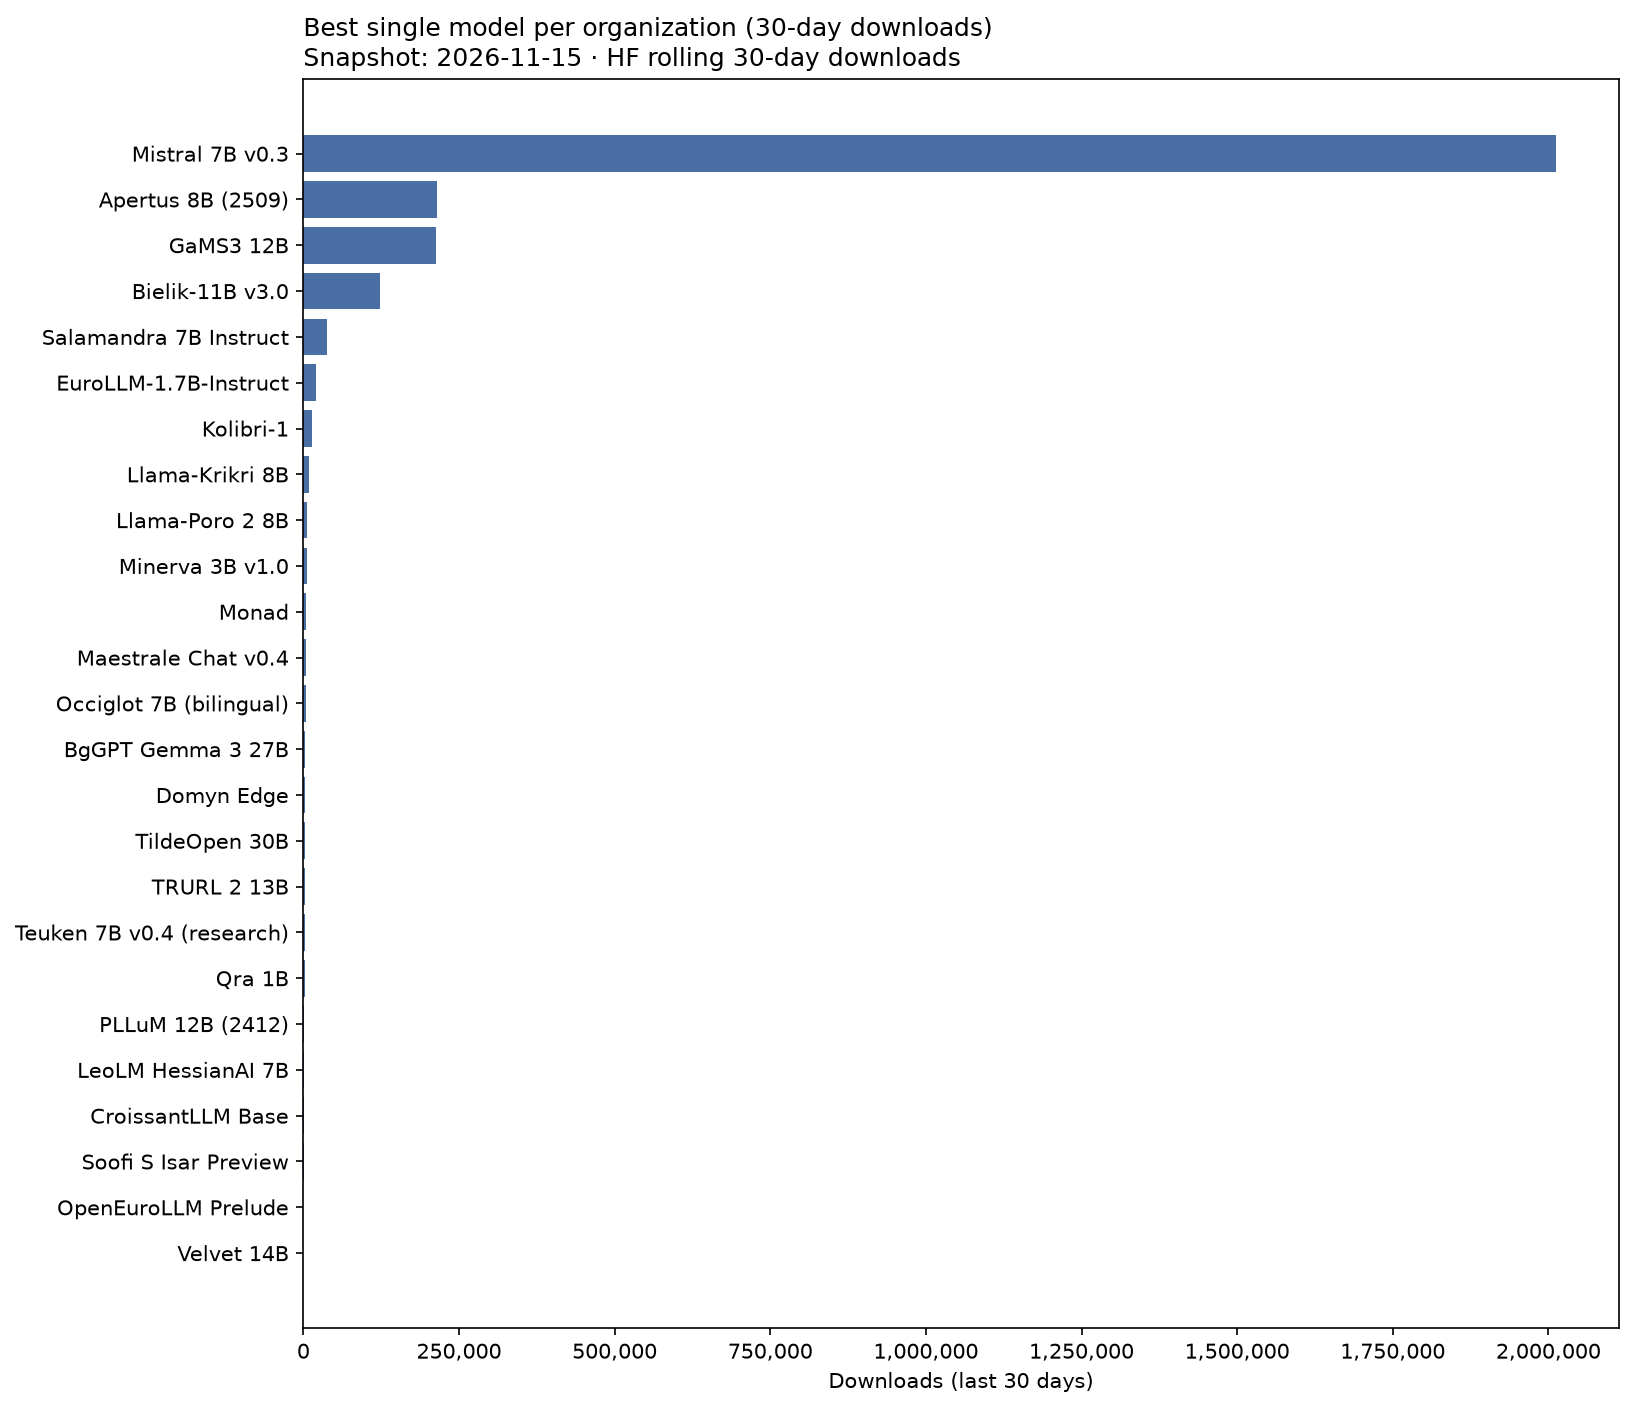 Best single model per organization (30-day downloads)
Snapshot: 2026-11-15 · HF rolling 30-day downloads
Mistral 7B v0.3
Apertus 8B (2509)
GaMS3 12B
Bielik-11B v3.0
Salamandra 7B Instruct
EuroLLM-1.7B-Instruct
Kolibri-1
Llama-Krikri 8B
Llama-Poro 2 8B
Minerva 3B v1.0
Monad
Maestrale Chat v0.4
Occiglot 7B (bilingual)
BgGPT Gemma 3 27B
Domyn Edge
TildeOpen 30B
TRURL 2 13B
Teuken 7B v0.4 (research)
Qra 1B
PLLuM 12B (2412)
LeoLM HessianAI 7B
CroissantLLM Base
Soofi S Isar Preview
OpenEuroLLM Prelude
Velvet 14B
0 250,000 500,000 750,000 1,000,000 1,250,000 1,500,000 1,750,000 2,000,000
Downloads (last 30 days)